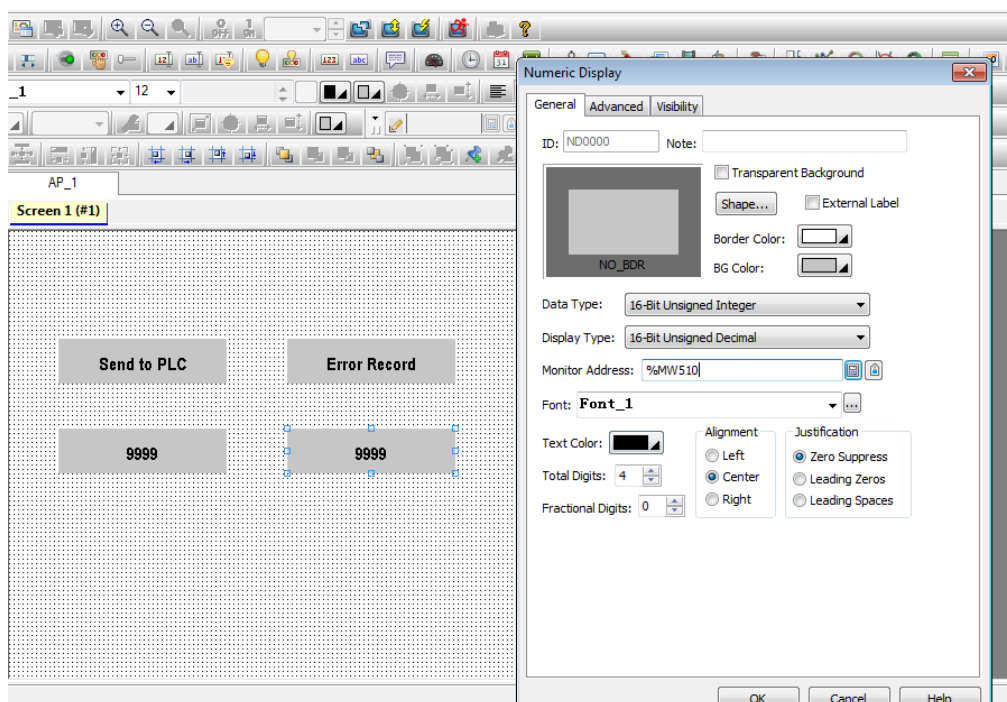 OFF
ON
_1
12
AP_1
Screen 1 (#1)
Send to PLC
Error Record
9999
9999
Numeric Display
General
Advanced
Visibility
ID:
ND0000
Note:
Transparent Background
Shape...
External Label
NO_BDR
Border Color:
BG Color:
Data Type:
16-Bit Unsigned Integer
Display Type:
16-Bit Unsigned Decimal
Monitor Address:
%MW510
Font:
Font_1
...
Text Color:
Alignment
Justification
Left
Zero Suppress
Total Digits:
4
Center
Leading Zeros
Fractional Digits:
0
Right
Leading Spaces
OK
Cancel
Help